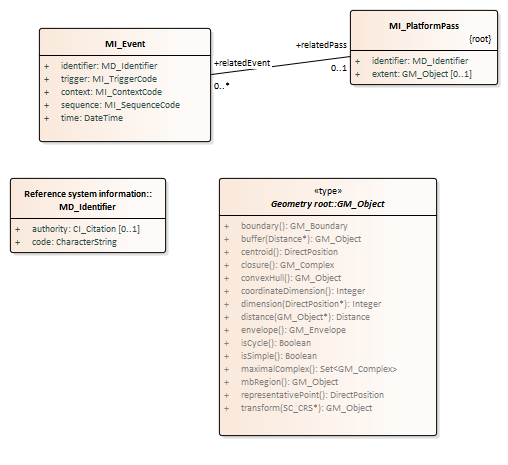 MI_Event
+ identifier: MD_Identifier
+ trigger: MI_TriggerCode
+ context: MI_ContextCode
+ sequence: MI_SequenceCode
+ time: DateTime
+relatedEvent
0..*
+relatedPass
0..1
MI_PlatformPass
{root}
+ identifier: MD_Identifier
+ extent: GM_Object [0..1]
Reference system information::
MD_Identifier
+ authority: CI_Citation [0..1]
+ code: CharacterString
«type»
Geometry root::GM_Object
+ boundary(): GM_Boundary
+ buffer(Distance*): GM_Object
+ centroid(): DirectPosition
+ closure(): GM_Complex
+ convexHull(): GM_Object
+ coordinateDimension(): Integer
+ dimension(DirectPosition*): Integer
+ distance(GM_Object*): Distance
+ envelope(): GM_Envelope
+ isCycle(): Boolean
+ isSimple(): Boolean
+ maximalComplex(): Set<GM_Complex>
+ mbRegion(): GM_Object
+ representativePoint(): DirectPosition
+ transform(SC_CRS*): GM_Object